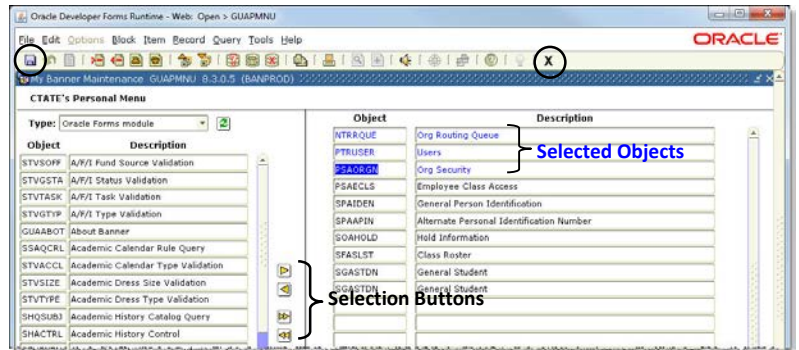 Oracle Developer Forms Runtime - Web: Open > GUAPMNU
File Edit Options Block Item Record Query Tools Help
ORACLE
X
My Banner Maintenance GUAPMNU 8.3.0.5 (BANPROD)
CTATE's Personal Menu
Type: Oracle Forms module
Object Description
STVSOFF A/F/I Fund Source Validation
STVGSTA A/F/I Status Validation
STVTASK A/F/I Task Validation
STVGTYP A/F/I Type Validation
GUAABOT About Banner
SSAQCRL Academic Calendar Rule Query
STVACCL Academic Calendar Type Validation
STVSIZE Academic Dress Size Validation
STVTYPE Academic Dress Type Validation
SHQSUBJ Academic History Catalog Query
SHACTRL Academic History Control
Object Description
NTRRQUE Org Routing Queue
PTRUSER Users
PSAORGN Org Security
PSAECLS Employee Class Access
SPAIDEN General Person Identification
SPAAPIN Alternate Personal Identification Number
SOAHOLD Hold Information
SFASLST Class Roster
SGASTDN General Student
SGASTDN General Student
Selected Objects
Selection Buttons